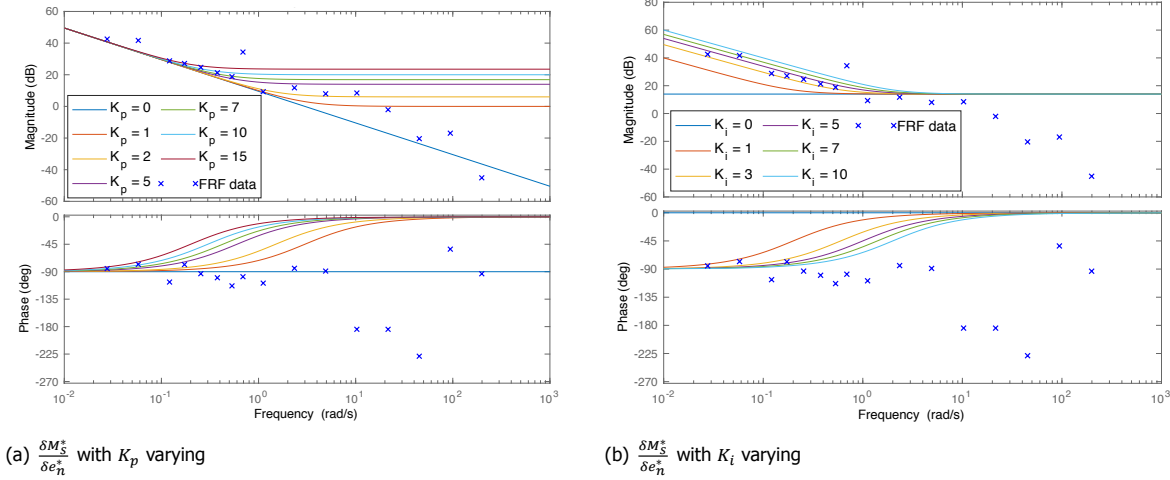 60
40
20
0
20
40
60
Magnitude (dB)
K_p = 0
K_p = 7
K_p = 1
K_p = 10
K_p = 2
K_p = 15
K_p = 5
FRF data
0
-45
-90
-135
-180
-225
-270
Phase (deg)
10^-2
10^-1
10^0
10^1
10^2
10^3
Frequency (rad/s)
(a) δM_s^*/δe_n^* with K_p varying
80
60
40
20
0
20
40
60
Magnitude (dB)
K_i = 0
K_i = 5
FRF data
K_i = 1
K_i = 7
K_i = 3
K_i = 10
0
-45
-90
-135
-180
-225
-270
Phase (deg)
10^-2
10^-1
10^0
10^1
10^2
10^3
Frequency (rad/s)
(b) δM_s^*/δe_n^* with K_i varying